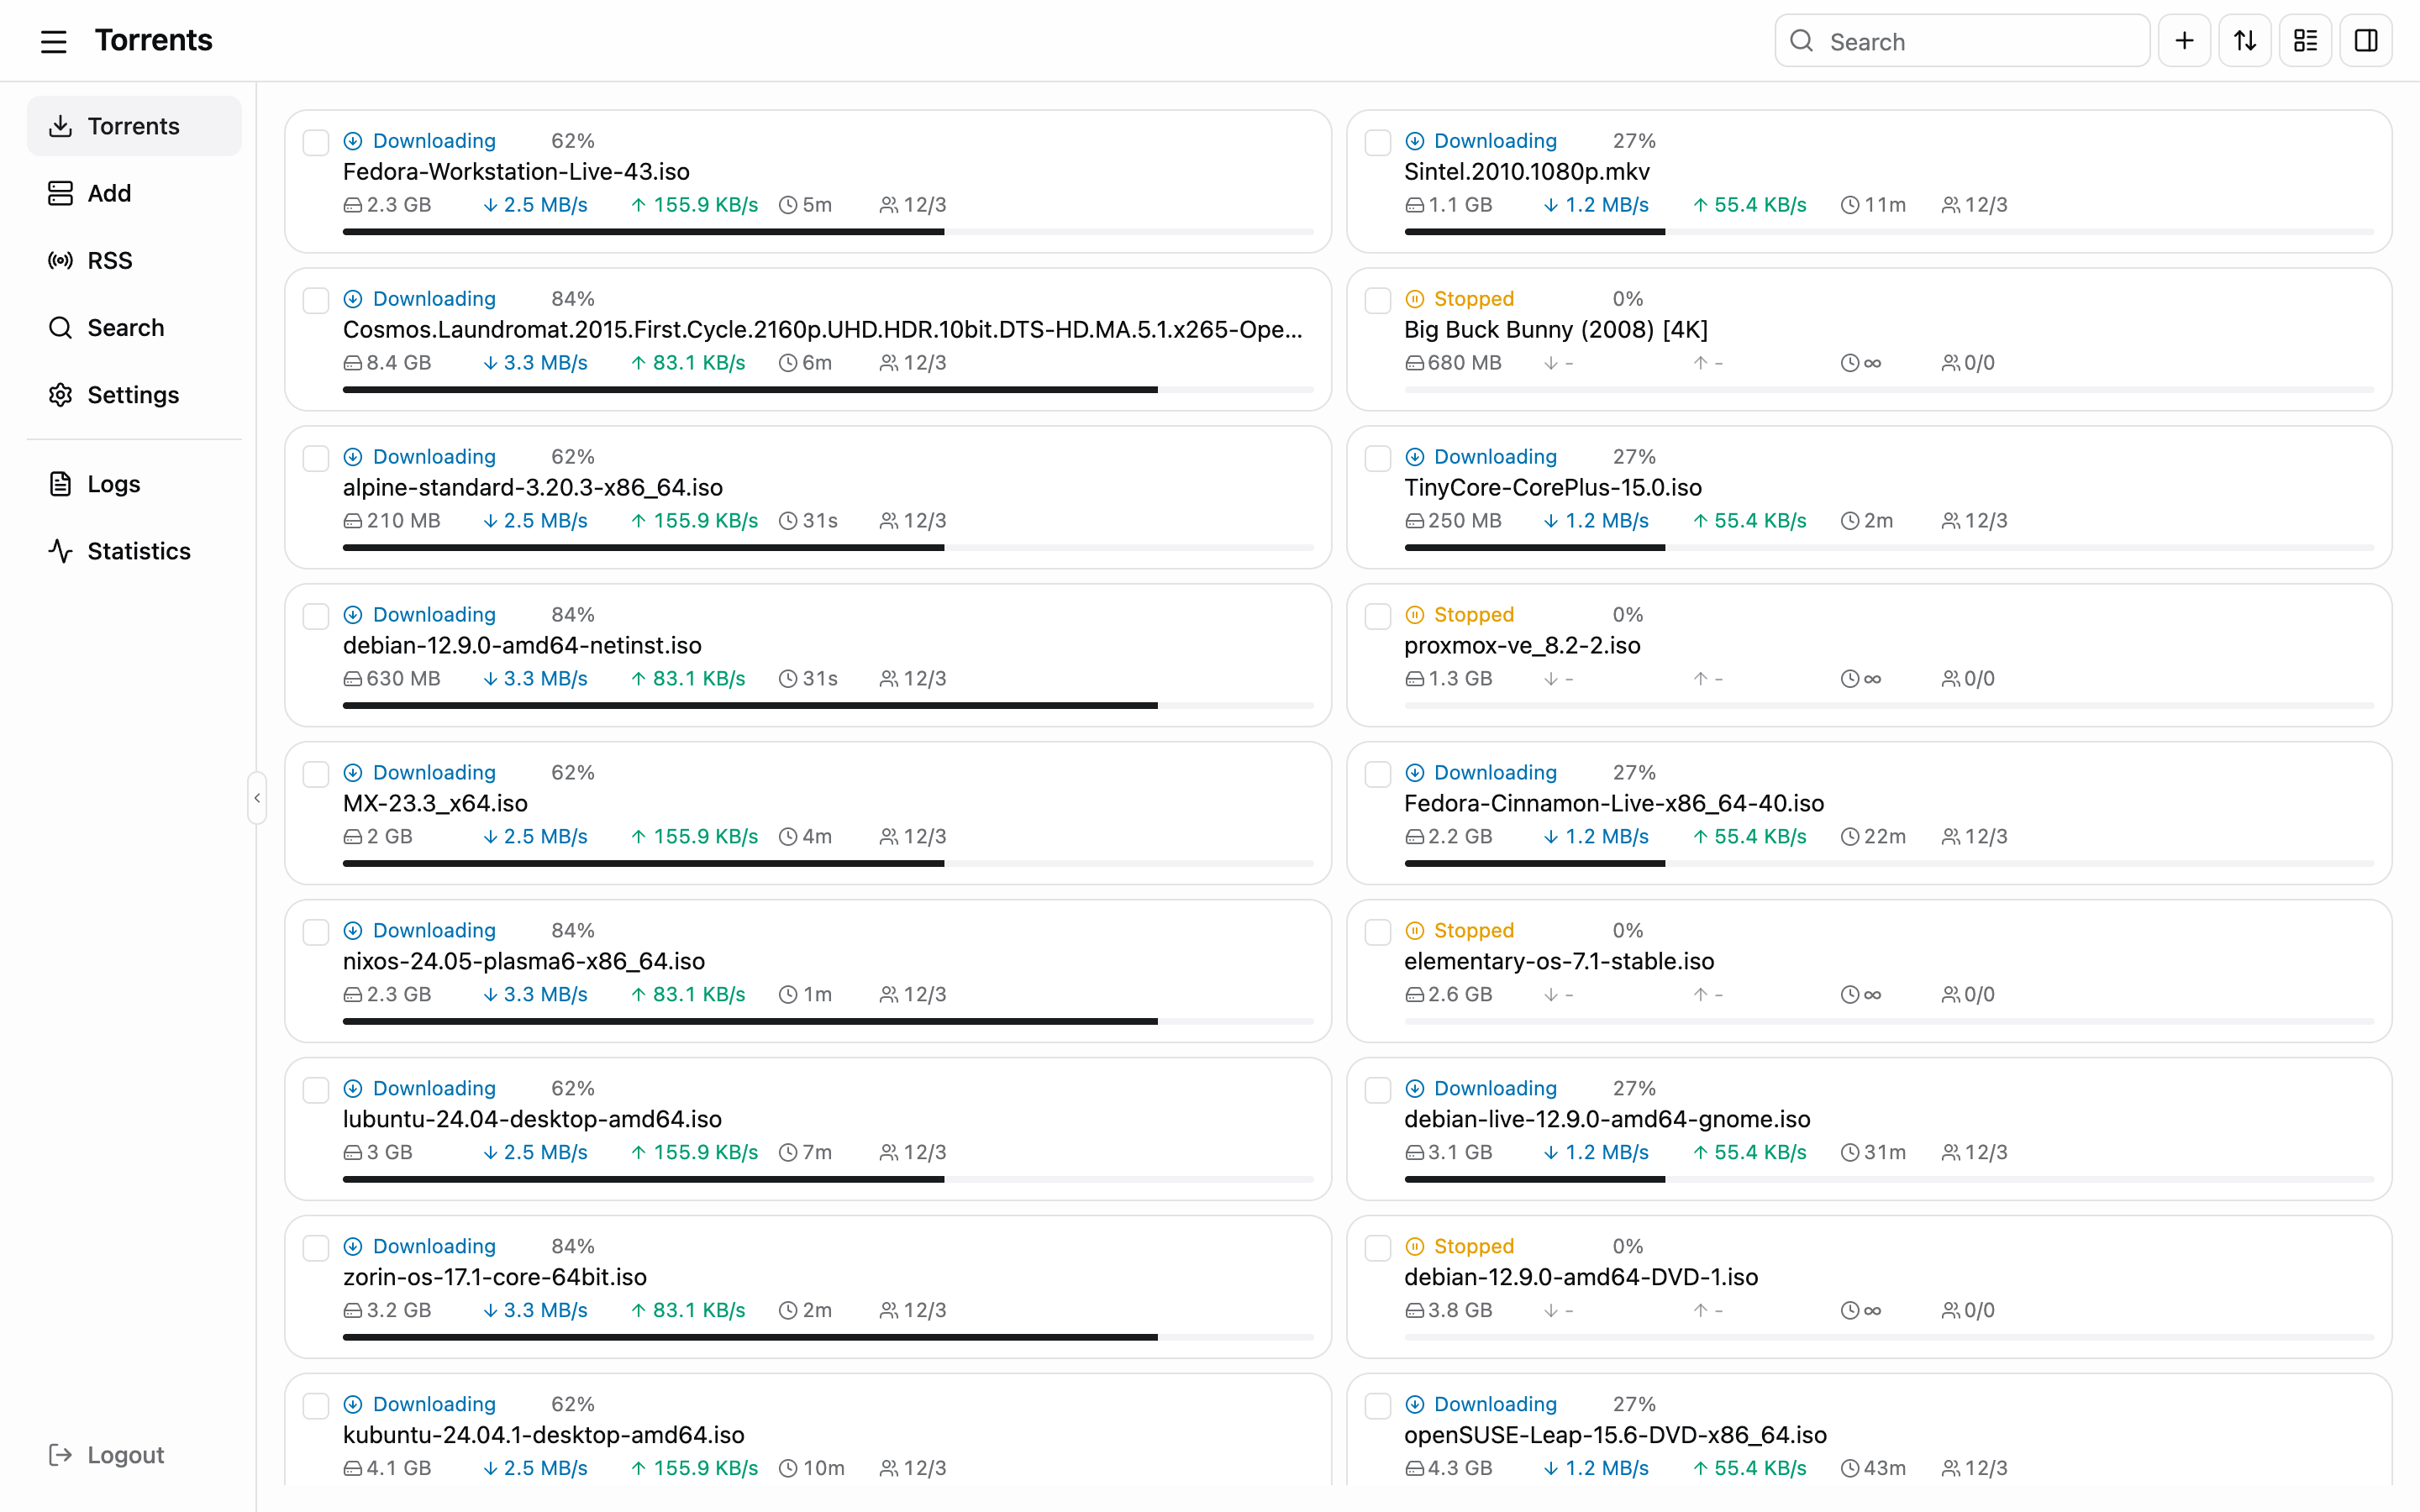 Torrents
Search
Torrents
Add
RSS
Search
Settings
Logs
Statistics
Logout
Downloading 62%
Fedora-Workstation-Live-43.iso
2.3 GB 2.5 MB/s 155.9 KB/s 5m 12/3
Downloading 27%
Sintel.2010.1080p.mkv
1.1 GB 1.2 MB/s 55.4 KB/s 11m 12/3
Downloading 84%
Cosmos.Laundromat.2015.First.Cycle.2160p.UHD.HDR.10bit.DTS-HD.MA.5.1.x265-Ope...
8.4 GB 3.3 MB/s 83.1 KB/s 6m 12/3
Stopped 0%
Big Buck Bunny (2008) [4K]
680 MB - - ∞ 0/0
Downloading 62%
alpine-standard-3.20.3-x86_64.iso
210 MB 2.5 MB/s 155.9 KB/s 31s 12/3
Downloading 27%
TinyCore-CorePlus-15.0.iso
250 MB 1.2 MB/s 55.4 KB/s 2m 12/3
Downloading 84%
debian-12.9.0-amd64-netinst.iso
630 MB 3.3 MB/s 83.1 KB/s 31s 12/3
Stopped 0%
proxmox-ve_8.2-2.iso
1.3 GB - - ∞ 0/0
Downloading 62%
MX-23.3_x64.iso
2 GB 2.5 MB/s 155.9 KB/s 4m 12/3
Downloading 27%
Fedora-Cinnamon-Live-x86_64-40.iso
2.2 GB 1.2 MB/s 55.4 KB/s 22m 12/3
Downloading 84%
nixos-24.05-plasma6-x86_64.iso
2.3 GB 3.3 MB/s 83.1 KB/s 1m 12/3
Stopped 0%
elementary-os-7.1-stable.iso
2.6 GB - - ∞ 0/0
Downloading 62%
lubuntu-24.04-desktop-amd64.iso
3 GB 2.5 MB/s 155.9 KB/s 7m 12/3
Downloading 27%
debian-live-12.9.0-amd64-gnome.iso
3.1 GB 1.2 MB/s 55.4 KB/s 31m 12/3
Downloading 84%
zorin-os-17.1-core-64bit.iso
3.2 GB 3.3 MB/s 83.1 KB/s 2m 12/3
Stopped 0%
debian-12.9.0-amd64-DVD-1.iso
3.8 GB - - ∞ 0/0
Downloading 62%
kubuntu-24.04.1-desktop-amd64.iso
4.1 GB 2.5 MB/s 155.9 KB/s 10m 12/3
Downloading 27%
openSUSE-Leap-15.6-DVD-x86_64.iso
4.3 GB 1.2 MB/s 55.4 KB/s 43m 12/3